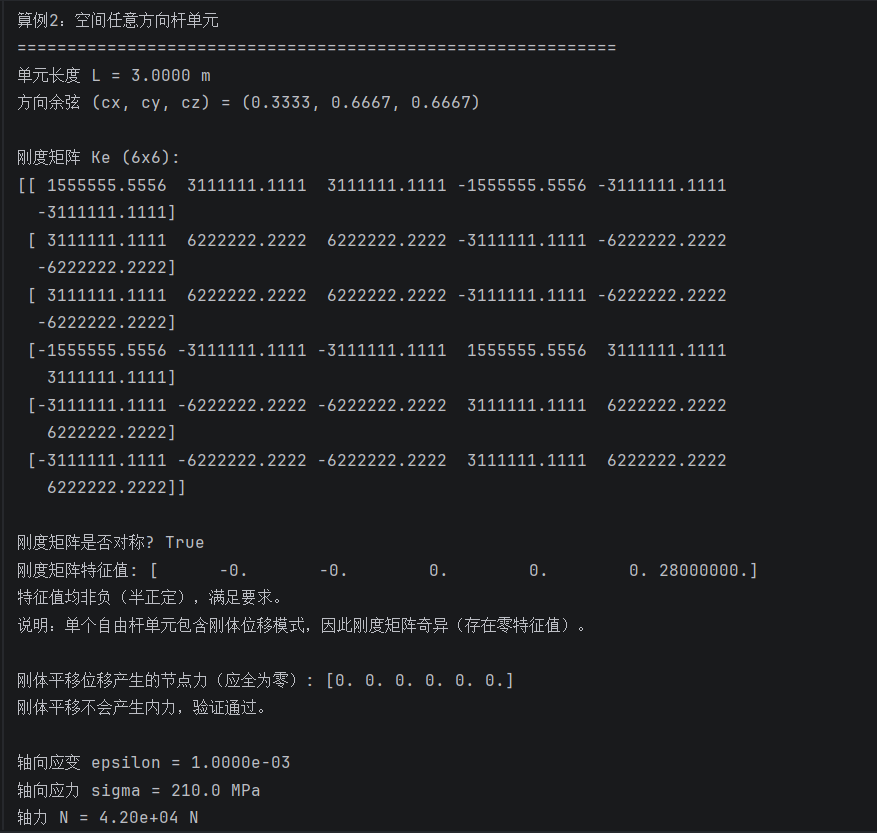 算例2：空间任意方向杆单元
============================================================
单元长度 L = 3.0000 m
方向余弦 (cx, cy, cz) = (0.3333, 0.6667, 0.6667)
刚度矩阵 Ke (6x6):
[[ 1555555.5556  3111111.1111  3111111.1111 -1555555.5556 -3111111.1111
  -3111111.1111]
 [ 3111111.1111  6222222.2222  6222222.2222 -3111111.1111 -6222222.2222
  -6222222.2222]
 [ 3111111.1111  6222222.2222  6222222.2222 -3111111.1111 -6222222.2222
  -6222222.2222]
 [-1555555.5556 -3111111.1111 -3111111.1111  1555555.5556  3111111.1111
   3111111.1111]
 [-3111111.1111 -6222222.2222 -6222222.2222  3111111.1111  6222222.2222
   6222222.2222]
 [-3111111.1111 -6222222.2222 -6222222.2222  3111111.1111  6222222.2222
   6222222.2222]]
刚度矩阵是否对称? True
刚度矩阵特征值: [      -0.       -0.        0.        0.        0. 28000000.]
特征值均非负（半正定），满足要求。
说明：单个自由杆单元包含刚体位移模式，因此刚度矩阵奇异（存在零特征值）。
刚体平移位移产生的节点力（应全为零）: [0. 0. 0. 0. 0. 0.]
刚体平移不会产生内力，验证通过。
轴向应变 epsilon = 1.0000e-03
轴向应力 sigma = 210.0 MPa
轴力 N = 4.20e+04 N